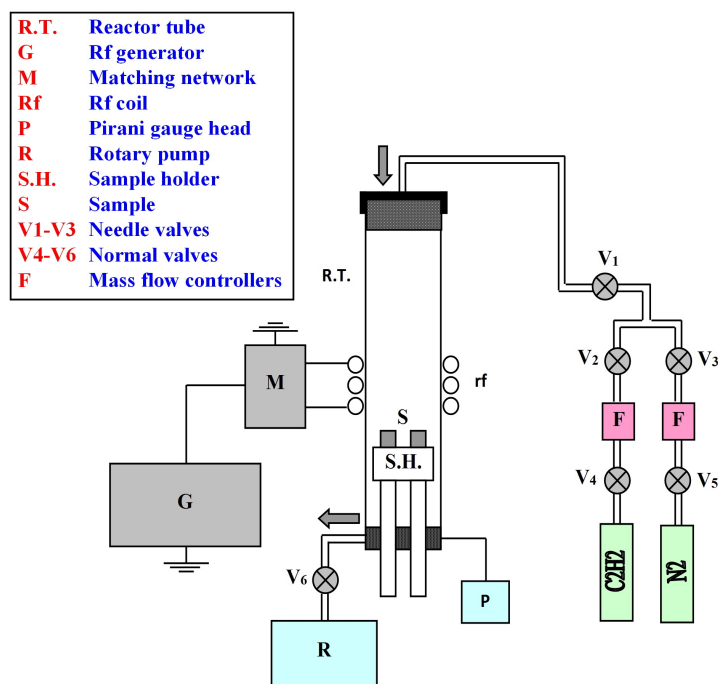 R.T. Reactor tube
G Rf generator
M Matching network
Rf Rf coil
P Pirani gauge head
R Rotary pump
S.H. Sample holder
S Sample
V1-V3 Needle valves
V4-V6 Normal valves
F Mass flow controllers
R.T.
V1
V2
V3
M
rf
S
F
F
S.H.
V4
V5
G
C2H2
N2
V6
P
R